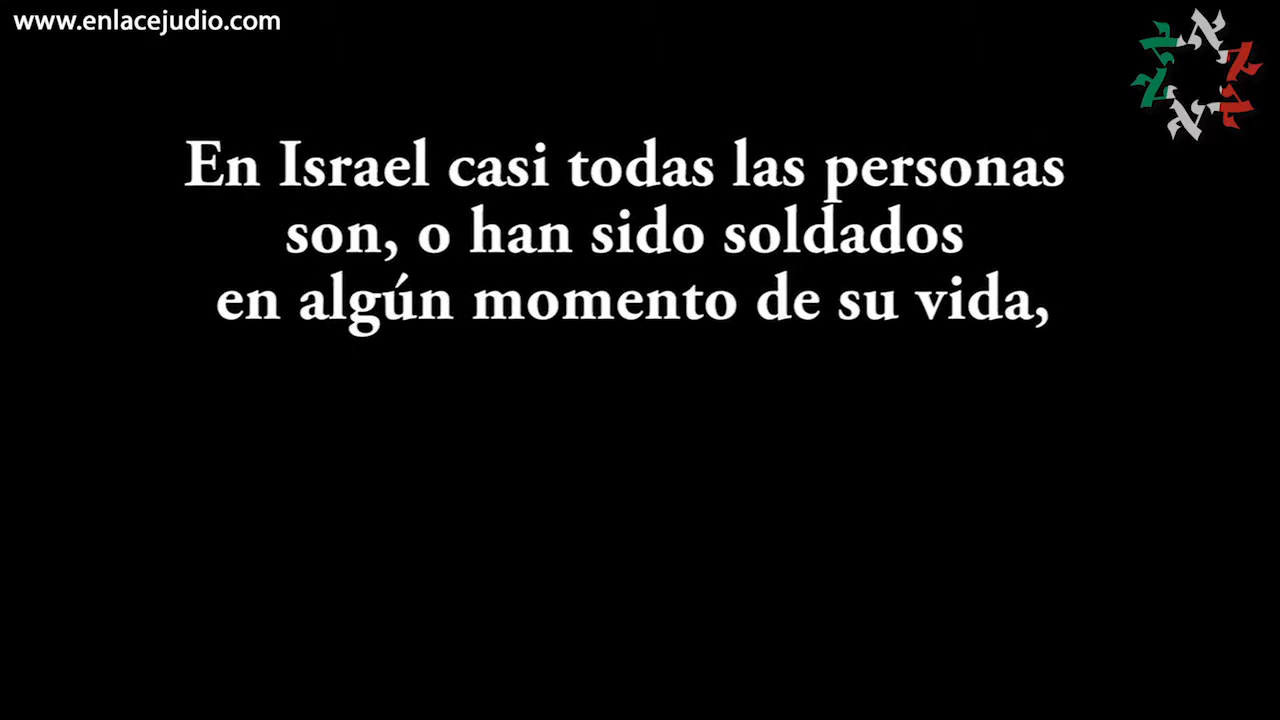 www.enlacejudio.com
En Israel casi todas las personas
son, o han sido soldados
en algún momento de su vida,